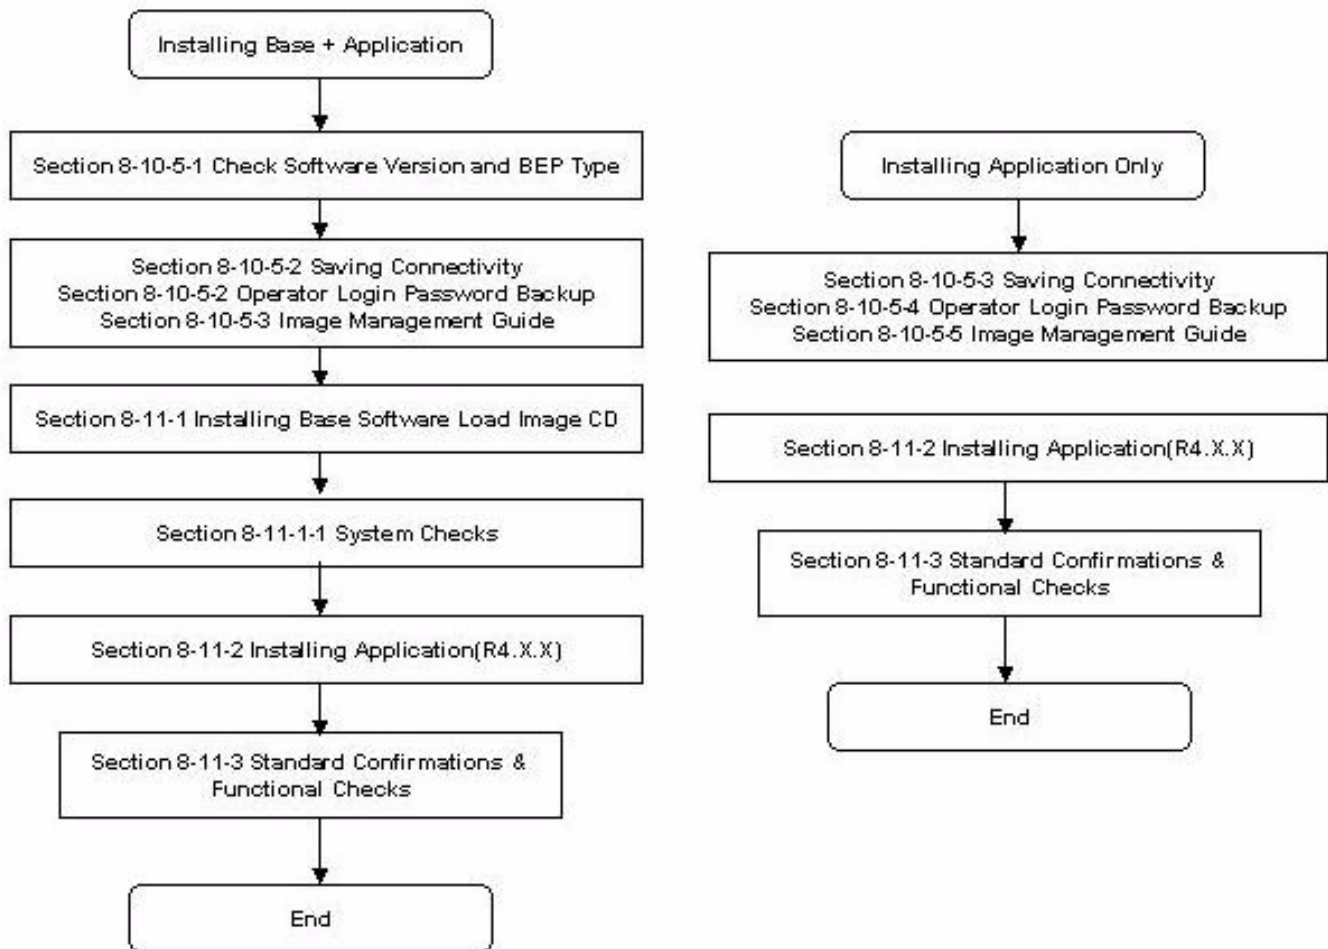 Installing Base + Application
Section 8-10-5-1 Check Software Version and BEP Type
Section 8-10-5-2 Saving Connectivity
Section 8-10-5-2 Operator Login Password Backup
Section 8-10-5-3 Image Management Guide
Section 8-11-1 Installing Base Software Load Image CD
Section 8-11-1-1 System Checks
Section 8-11-2 Installing Application(R4.X.X)
Section 8-11-3 Standard Confirmations &
Functional Checks
End
Installing Application Only
Section 8-10-5-3 Saving Connectivity
Section 8-10-5-4 Operator Login Password Backup
Section 8-10-5-5 Image Management Guide
Section 8-11-2 Installing Application(R4.X.X)
Section 8-11-3 Standard Confirmations &
Functional Checks
End